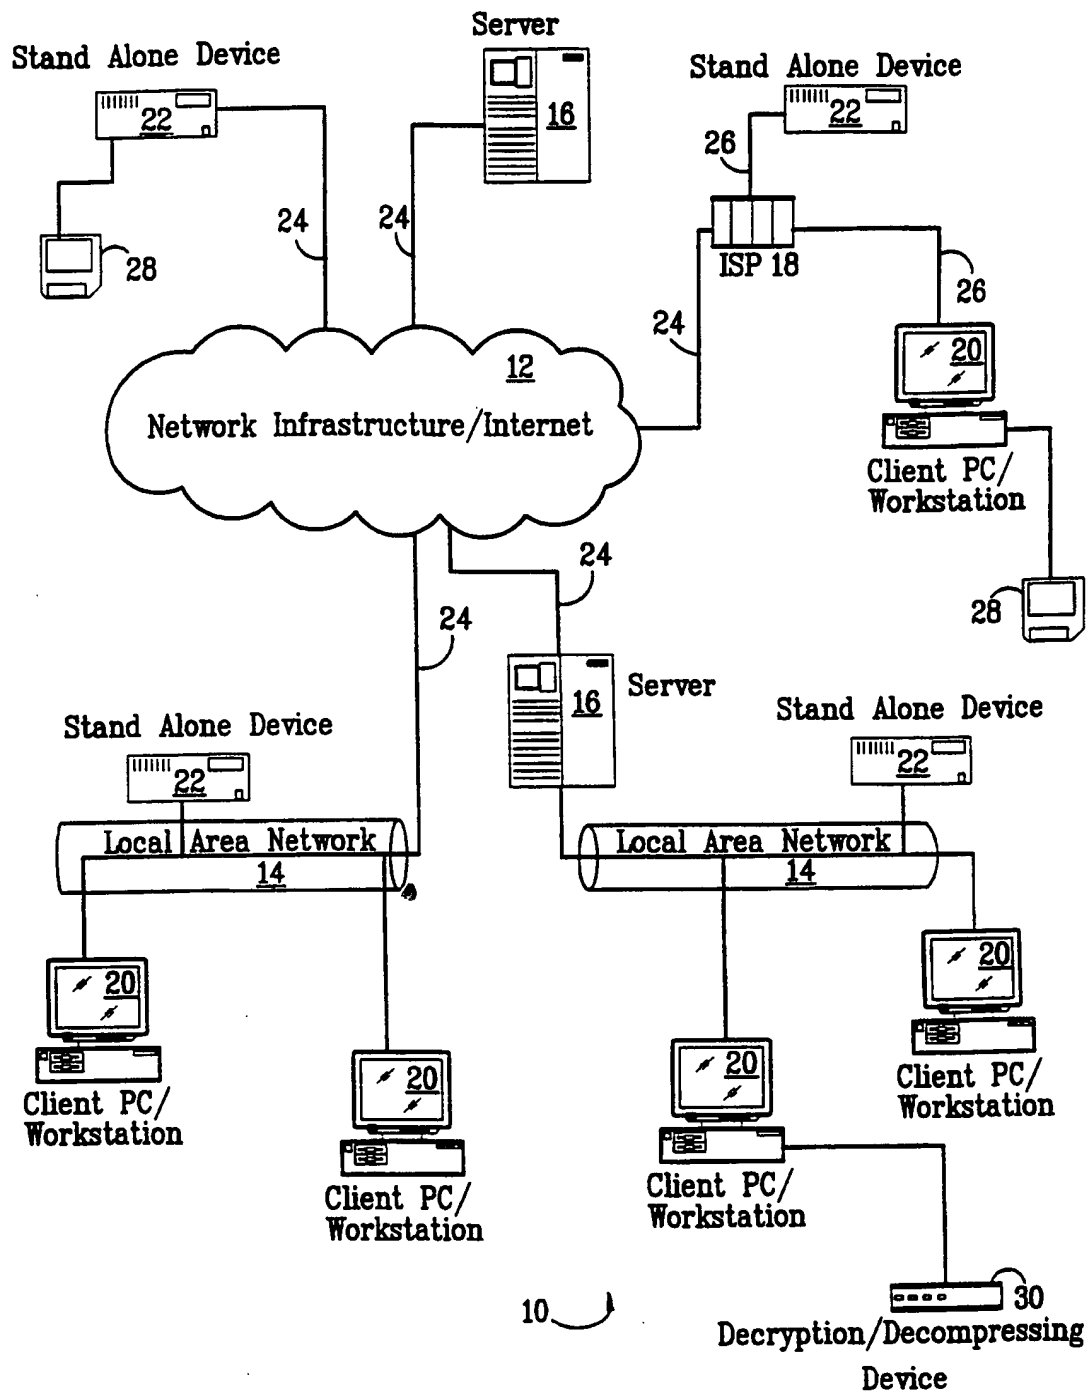 Server
Stand Alone Device
22
16
Stand Alone Device
22
26
24
24
28
ISP 18
26
24
12
20
Network Infrastructure/Internet
Client PC/
Workstation
24
28
24
16
Server
Stand Alone Device
22
Stand Alone Device
22
Local Area Network
14
Local Area Network
14
20
Client PC/
Workstation
20
Client PC/
Workstation
20
Client PC/
Workstation
20
Client PC/
Workstation
10
30
Decryption/Decompressing
Device